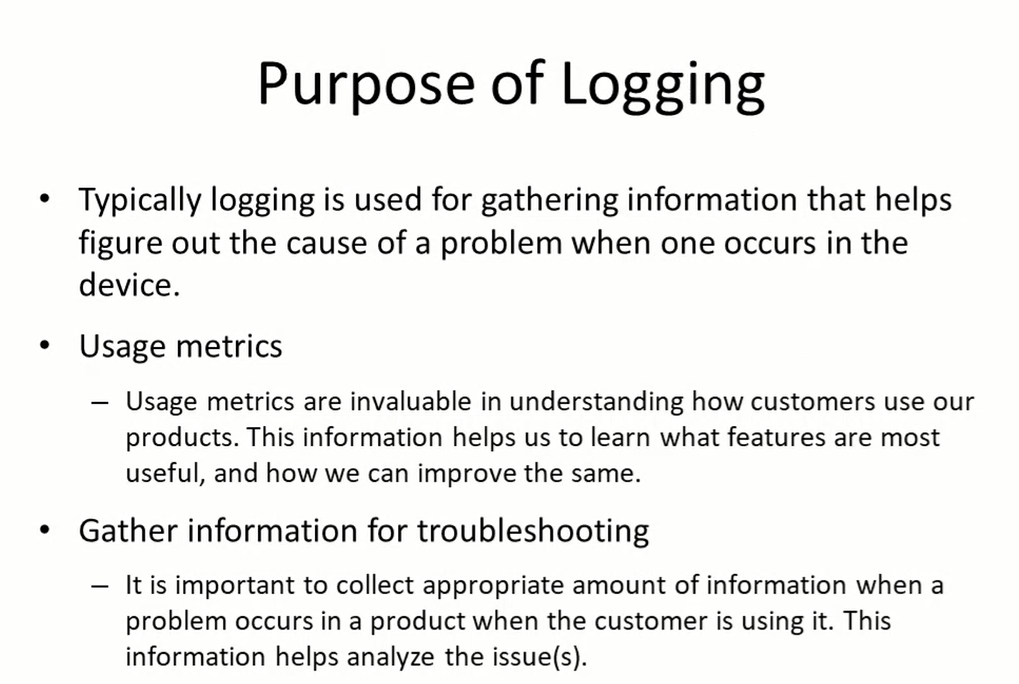 Purpose of Logging
• Typically logging is used for gathering information that helps
figure out the cause of a problem when one occurs in the
device.
• Usage metrics
– Usage metrics are invaluable in understanding how customers use our
products. This information helps us to learn what features are most
useful, and how we can improve the same.
• Gather information for troubleshooting
– It is important to collect appropriate amount of information when a
problem occurs in a product when the customer is using it. This
information helps analyze the issue(s).